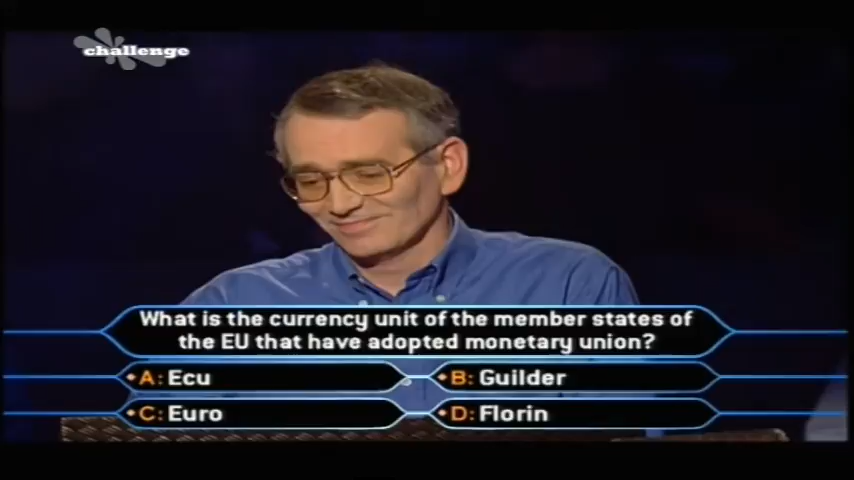 challenge
What is the currency unit of the member states of
the EU that have adopted monetary union?
A: Ecu
B: Guilder
C: Euro
D: Florin